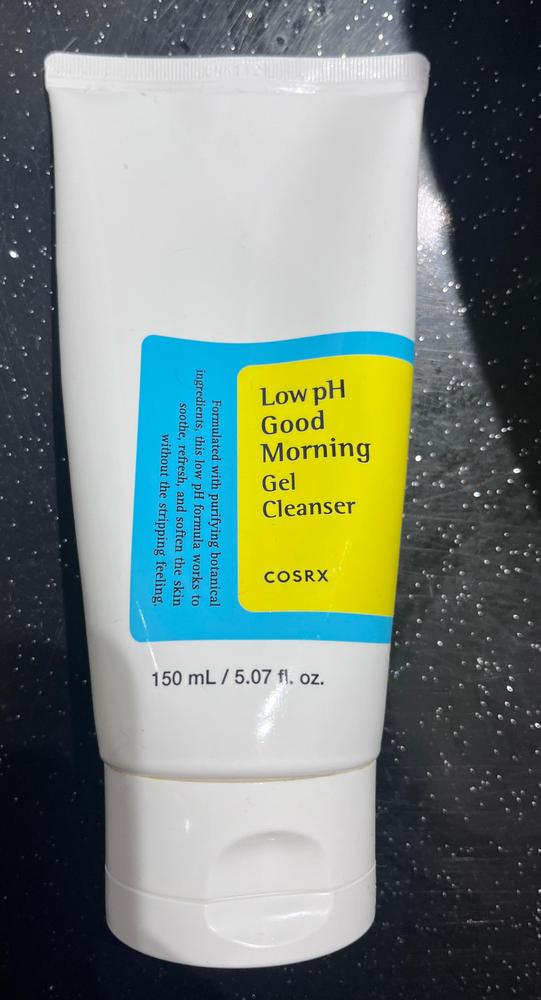 Low pH
Good
Morning
Gel
Cleanser
COSRX
Formulated with purifying botanical
ingredients, this low pH formula works to
soothe, refresh, and soften the skin
without the stripping feeling.
150 mL / 5.07 fl. oz.